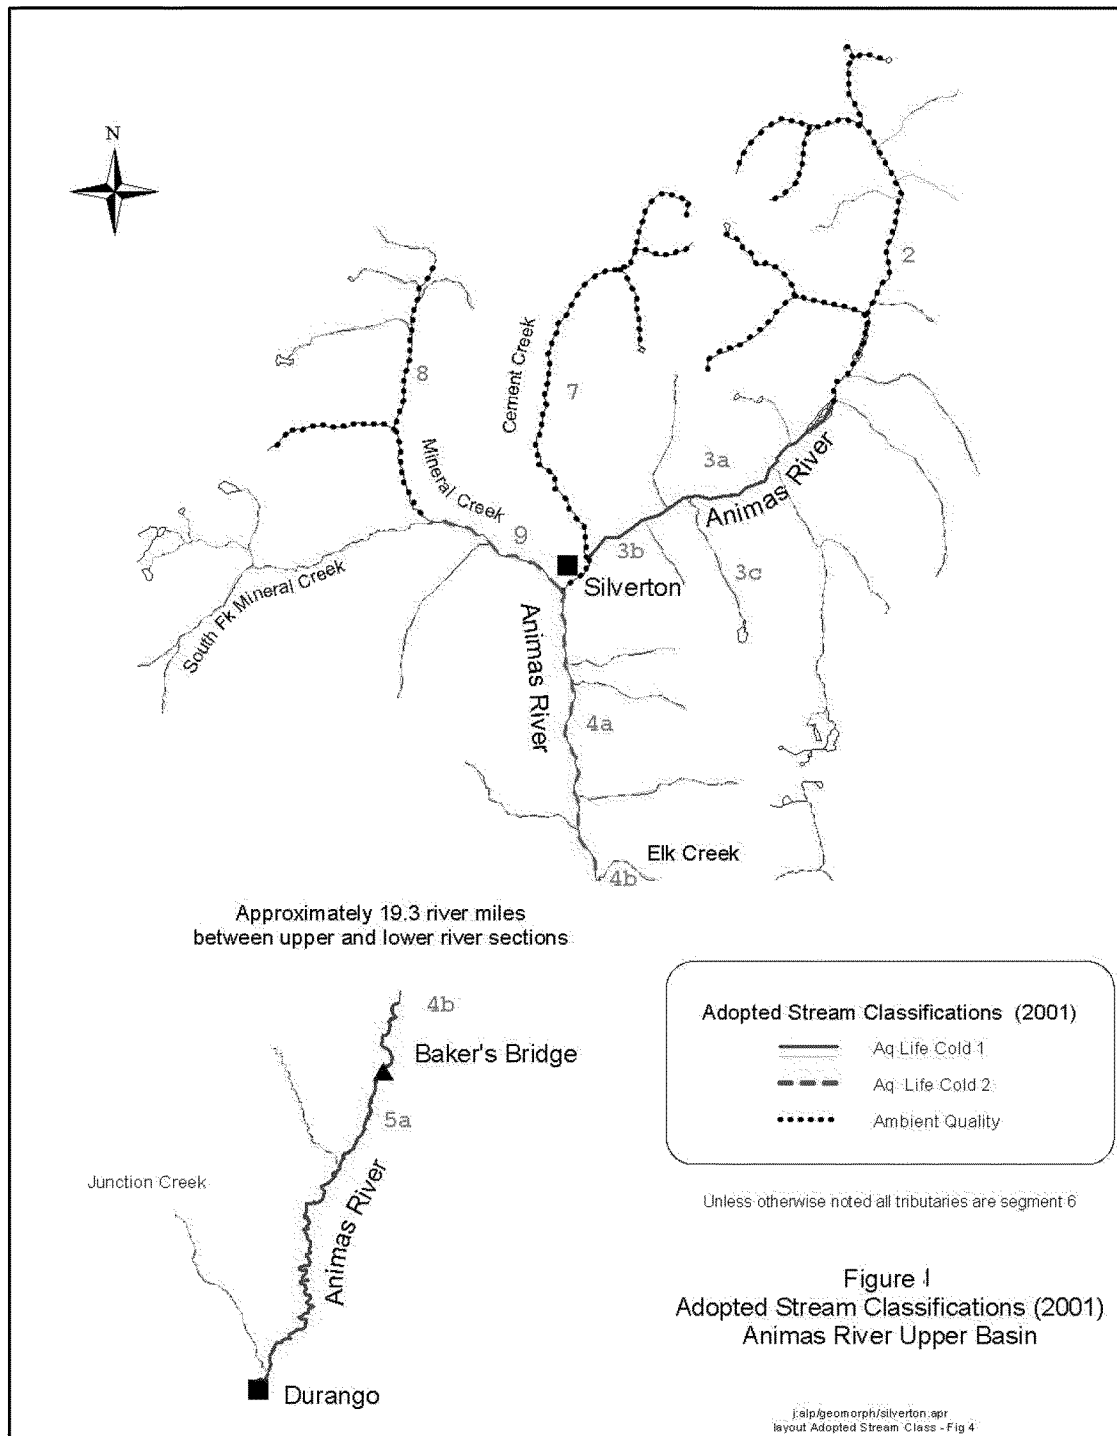 N
2
8
Cement Creek
7
Mineral Creek
3a
Animas River
9
3b
Silverton
3c
South Fk Mineral Creek
Animas River
4a
Elk Creek
4b
Approximately 19.3 river miles
between upper and lower river sections
4b
Baker's Bridge
5a
Junction Creek
Animas River
Durango
Adopted Stream Classifications (2001)
Aq Life Cold 1
Aq Life Cold 2
Ambient Quality
Unless otherwise noted all tributaries are segment 6
Figure 1
Adopted Stream Classifications (2001)
Animas River Upper Basin
j:alp/geomorph/silverton.apr
layout Adopted Stream Class - Fig 4